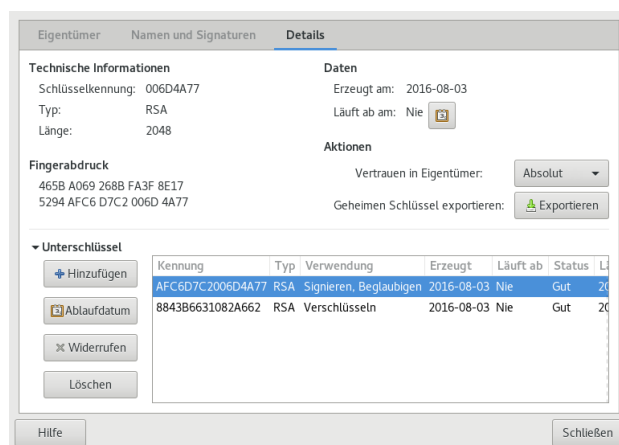 Eigentümer Namen und Signaturen Details
Technische Informationen
Schlüsselkennung: 006D4A77
Typ: RSA
Länge: 2048
Fingerabdruck
465B A069 268B FA3F 8E17
5294 AFC6 D7C2 006D 4A77
Daten
Erzeugt am: 2016-08-03
Läuft ab am: Nie
Aktionen
Vertrauen in Eigentümer: Absolut
Geheimen Schlüssel exportieren: Exportieren
Unterschlüssel
Hinzufügen
Ablaufdatum
Widerrufen
Löschen
Kennung Typ Verwendung Erzeugt Läuft ab Status
AFC6D7C2006D4A77 RSA Signieren, Beglaubigen 2016-08-03 Nie Gut
8843B6631082A662 RSA Verschlüsseln 2016-08-03 Nie Gut
Hilfe Schließen